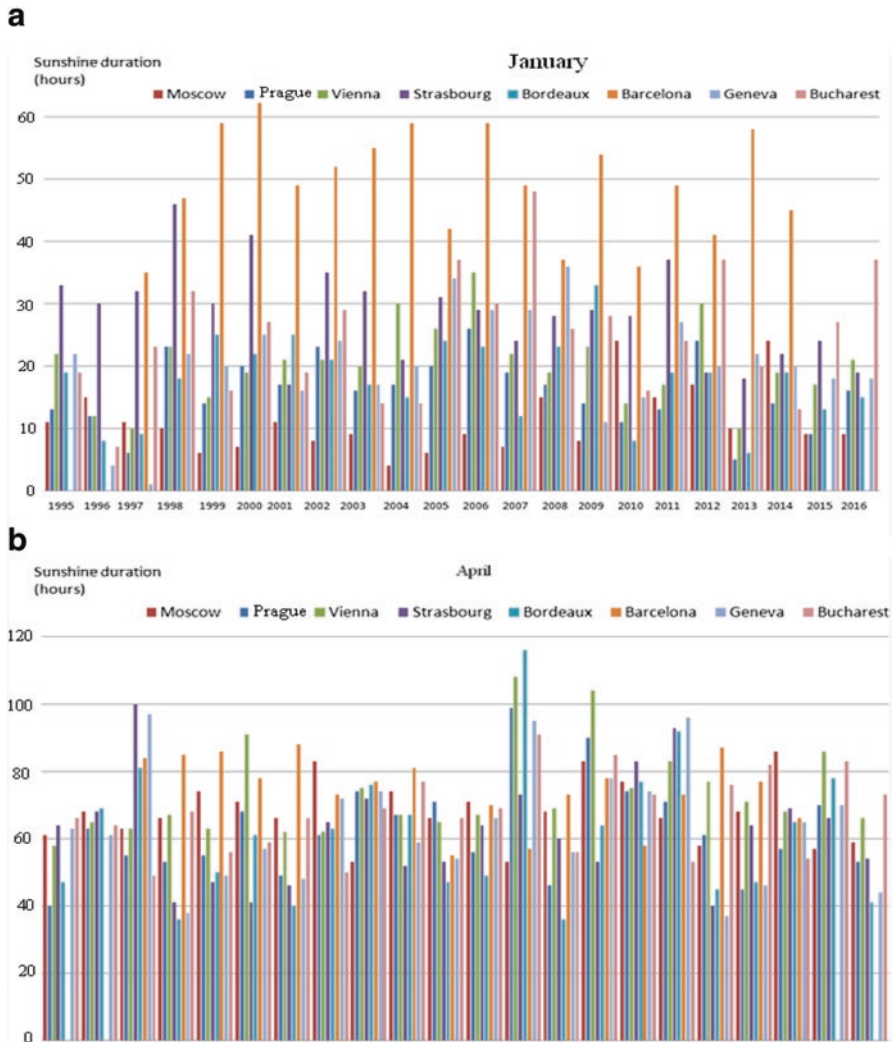 a
Sunshine duration
(hours)
January
Moscow Prague Vienna Strasbourg Bordeaux Barcelona Geneva Bucharest
60
50
40
30
20
10
0
1995 1996 1997 1998 1999 2000 2001 2002 2003 2004 2005 2006 2007 2008 2009 2010 2011 2012 2013 2014 2015 2016
b
Sunshine duration
(hours)
April
Moscow Prague Vienna Strasbourg Bordeaux Barcelona Geneva Bucharest
120
100
80
60
40
20
0